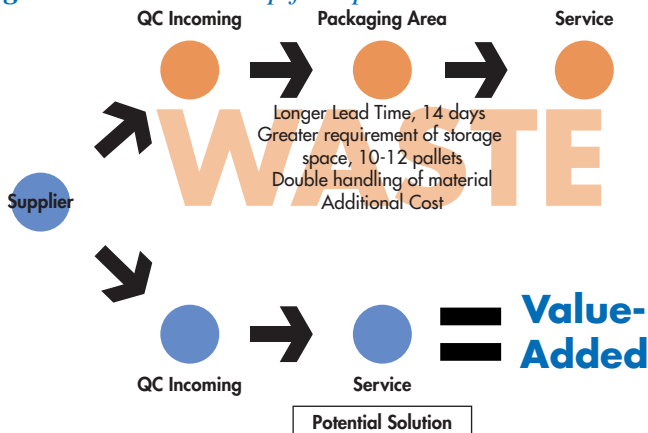 QC Incoming Packaging Area Service
WASTE
Longer Lead Time, 14 days
Greater requirement of storage
space, 10-12 pallets
Double handling of material
Additional Cost
Supplier
Value-
Added
QC Incoming Service
Potential Solution